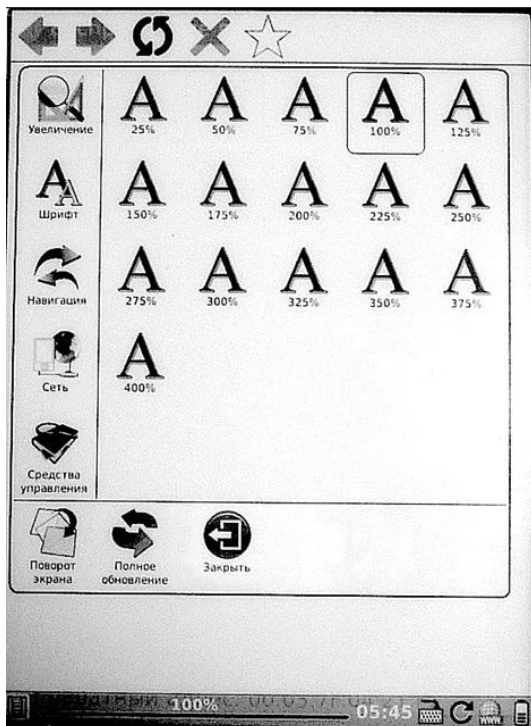 Увеличение
25% 50% 75% 100% 125%
Шрифт
150% 175% 200% 225% 250%
Навигация
275% 300% 325% 350% 375%
Сеть
400%
Средства
управления
Поворот
экрана
Полное
обновление
Закрыть
100%
05:45
WWW